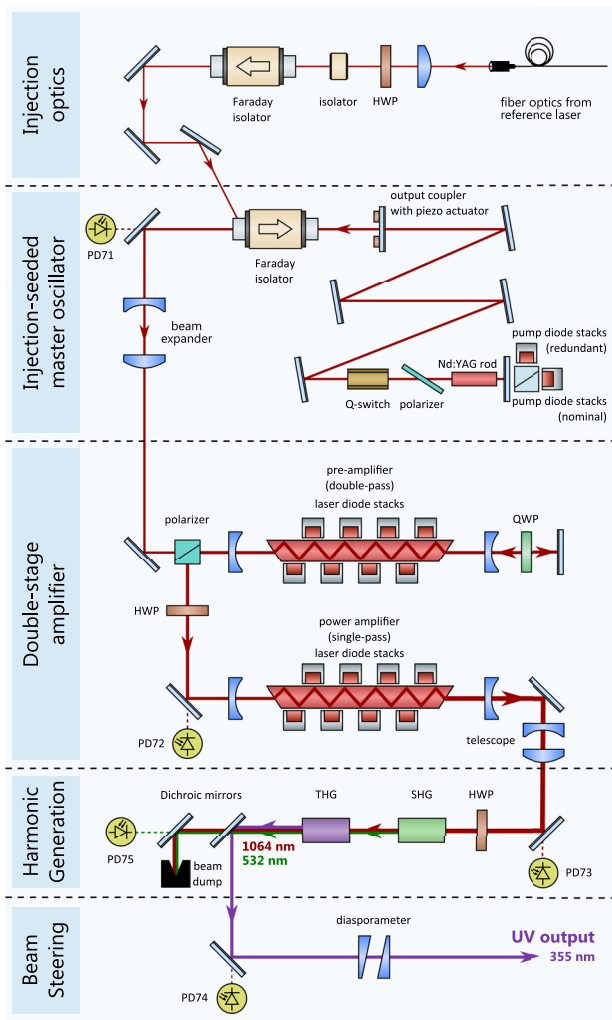 Injection
optics
Faraday
isolator
isolator
HWP
fiber optics from
reference laser
Injection-seeded
master oscillator
PD71
output coupler
with piezo actuator
Faraday
isolator
beam
expander
pump diode stacks
(redundant)
Nd:YAG rod
Q-switch
polarizer
pump diode stacks
(nominal)
Double-stage
amplifier
pre-amplifier
(double-pass)
laser diode stacks
polarizer
QWP
HWP
power amplifier
(single-pass)
laser diode stacks
PD72
telescope
Harmonic
Generation
Dichroic mirrors
THG
SHG
HWP
PD75
1064 nm
532 nm
beam
dump
PD73
Beam
Steering
diasporameter
UV output
355 nm
PD74